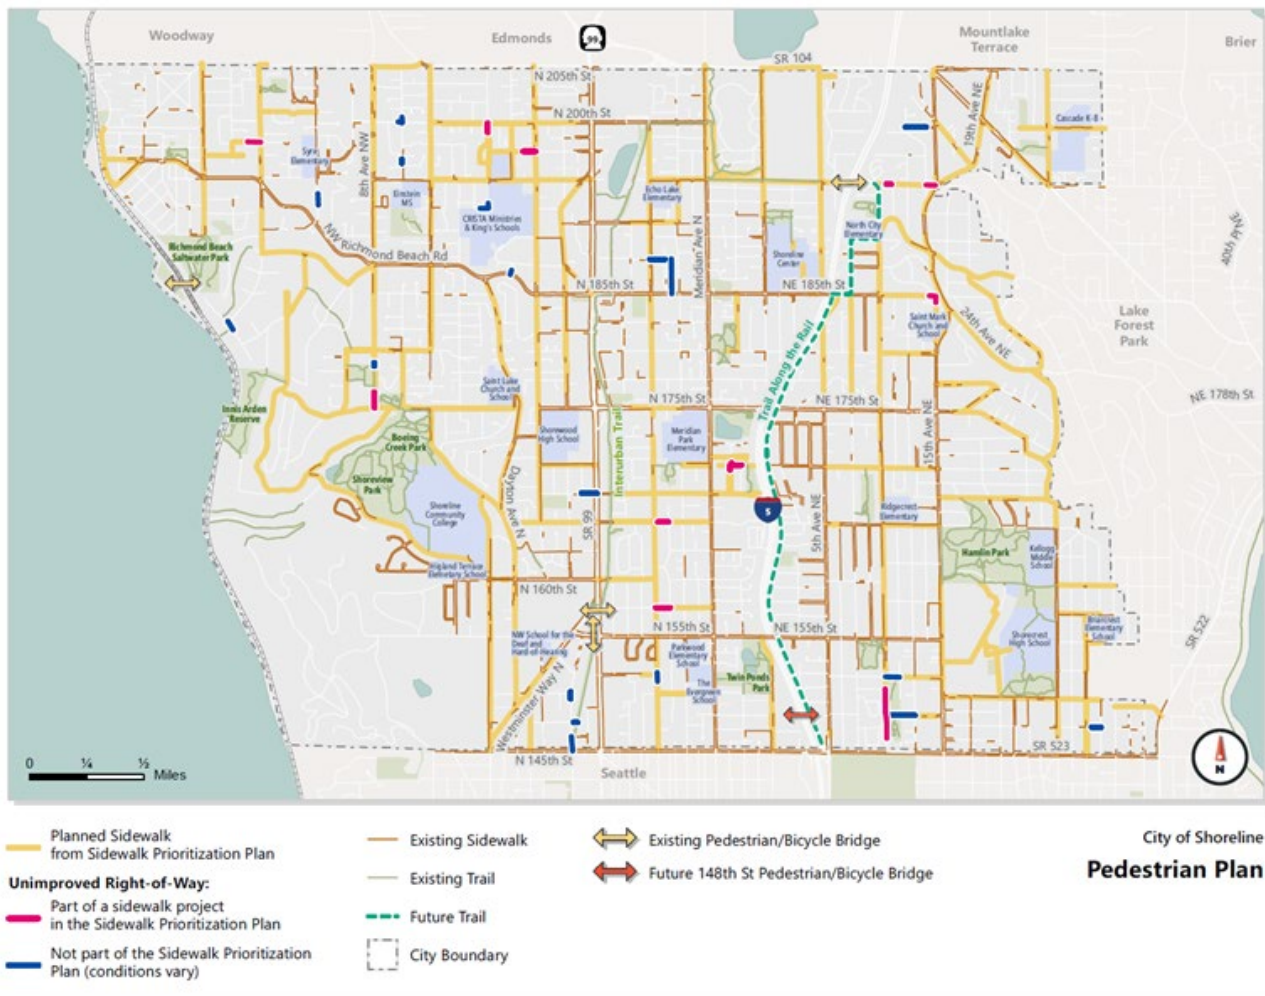 Woodway
Edmonds
99
Mountlake
Terrace
Brier
SR 104
N 205th St
N 200th St
19th Ave NE
Cascade K-8
8th Ave NW
Syre
Elementary
Einstein
MS
CRISTA Ministries
& King's Schools
Echo Lake
Elementary
Meridian Ave N
North City
Elementary
Shoreline
Center
40th Pl NE
NW Richmond Beach Rd
Richmond Beach
Saltwater Park
N 185th St
NE 185th St
Saint Mark
Church and
School
24th Ave NE
Lake
Forest
Park
Trail Along the Rail
Saint Luke
Church and
School
Innis Arden
Reserve
N 175th St
NE 175th St
NE 178th St
Boeing
Creek Park
Shorewood
High School
Interurban Trail
Meridian
Park
Elementary
15th Ave NE
Shoreview
Park
Shoreline
Community
College
Dayton Ave N
SR 99
5
5th Ave NE
Ridgecrest
Elementary
Hamlin Park
Kellogg
Middle
School
Highland Terrace
Elementary School
N 160th St
N 155th St
NE 155th St
NW School for the
Deaf and
Hard-of-Hearing
Parkwood
Elementary
School
The
Evergreen
School
Twin Ponds
Park
Shorecrest
High School
Briarcrest
Elementary
School
SR 522
Westminster Way N
N 145th St
SR 523
Seattle
0 ¼ ½
Miles
N
Planned Sidewalk
from Sidewalk Prioritization Plan
Unimproved Right-of-Way:
Part of a sidewalk project
in the Sidewalk Prioritization Plan
Not part of the Sidewalk Prioritization
Plan (conditions vary)
Existing Sidewalk
Existing Trail
Future Trail
City Boundary
Existing Pedestrian/Bicycle Bridge
Future 148th St Pedestrian/Bicycle Bridge
City of Shoreline
Pedestrian Plan